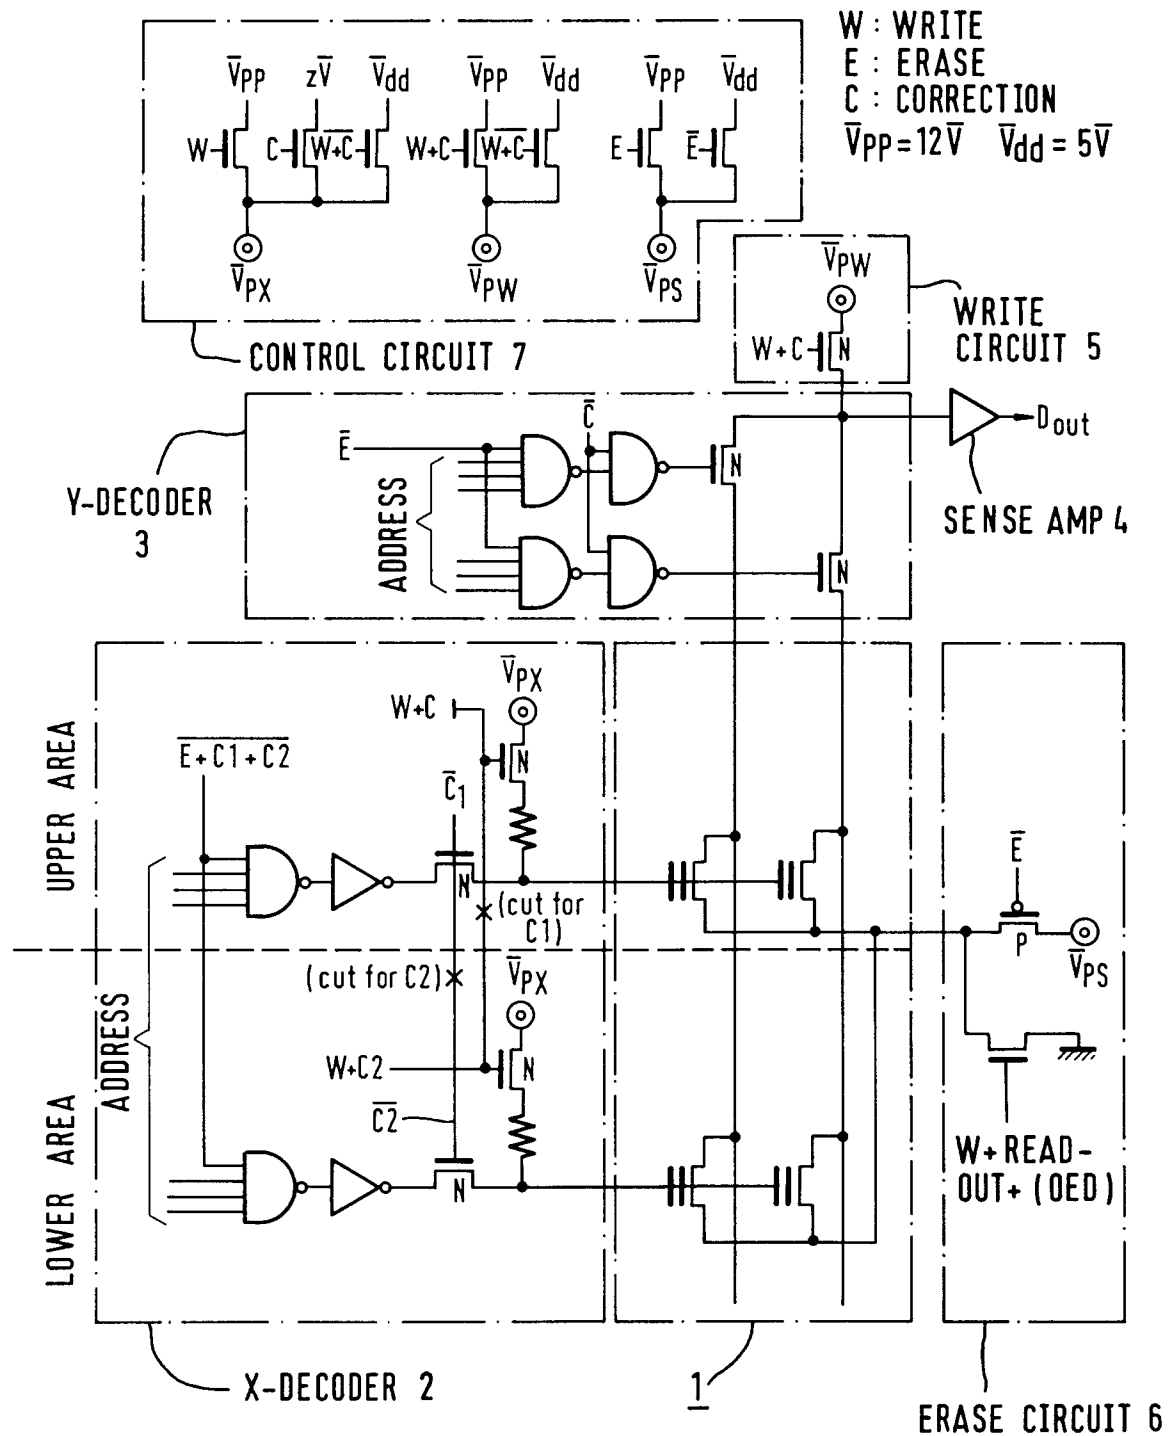 W : WRITE
E : ERASE
C : CORRECTION
V̅PP = 12V̅ V̅dd = 5V̅
V̅PP zV̅ V̅dd V̅PP V̅dd V̅PP V̅dd
W C W̅+̅C̅ W+C W̅+̅C̅ E E̅
V̅PX V̅PW V̅PS
CONTROL CIRCUIT 7
V̅PW
W+C N
WRITE
CIRCUIT 5
E̅ C̅
ADDRESS
N
N
Dout
SENSE AMP 4
Y-DECODER
3
UPPER AREA
E̅+̅C̅1̅+̅C̅2̅
W+C
V̅PX
N
C̅1
N
(cut for
C1)
ADDRESS
(cut for C2)
V̅PX
W+C2
N
C̅2̅
N
LOWER AREA
E̅
P
V̅PS
W+READ-
OUT+(OED)
X-DECODER 2
1
ERASE CIRCUIT 6